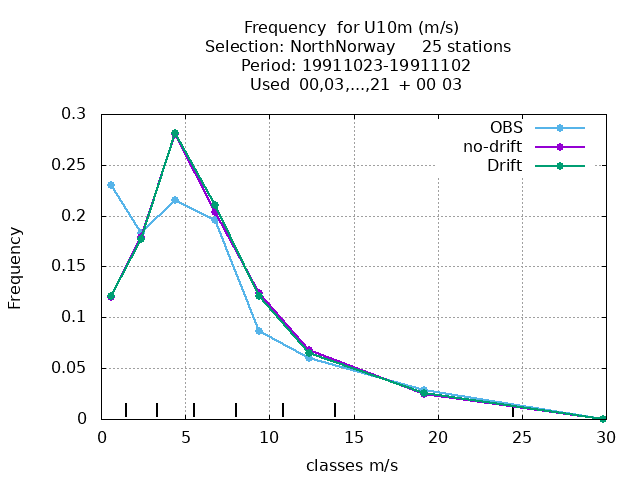 Frequency  for U10m (m/s)
Selection: NorthNorway     25 stations
Period: 19911023-19911102
Used  00,03,...,21  + 00 03
OBS
no-drift
Drift
Frequency
0.3
0.25
0.2
0.15
0.1
0.05
0
0 5 10 15 20 25 30
classes m/s